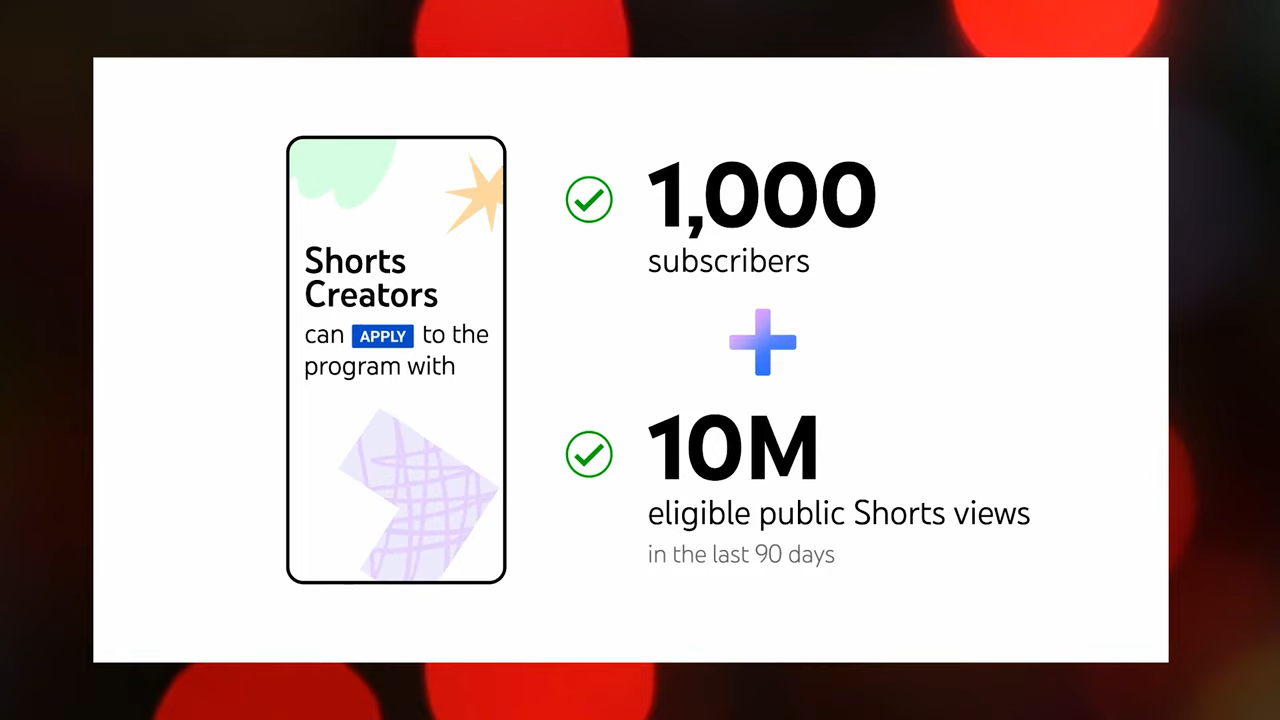 Shorts
Creators
can APPLY to the
program with
1,000
subscribers
10M
eligible public Shorts views
in the last 90 days